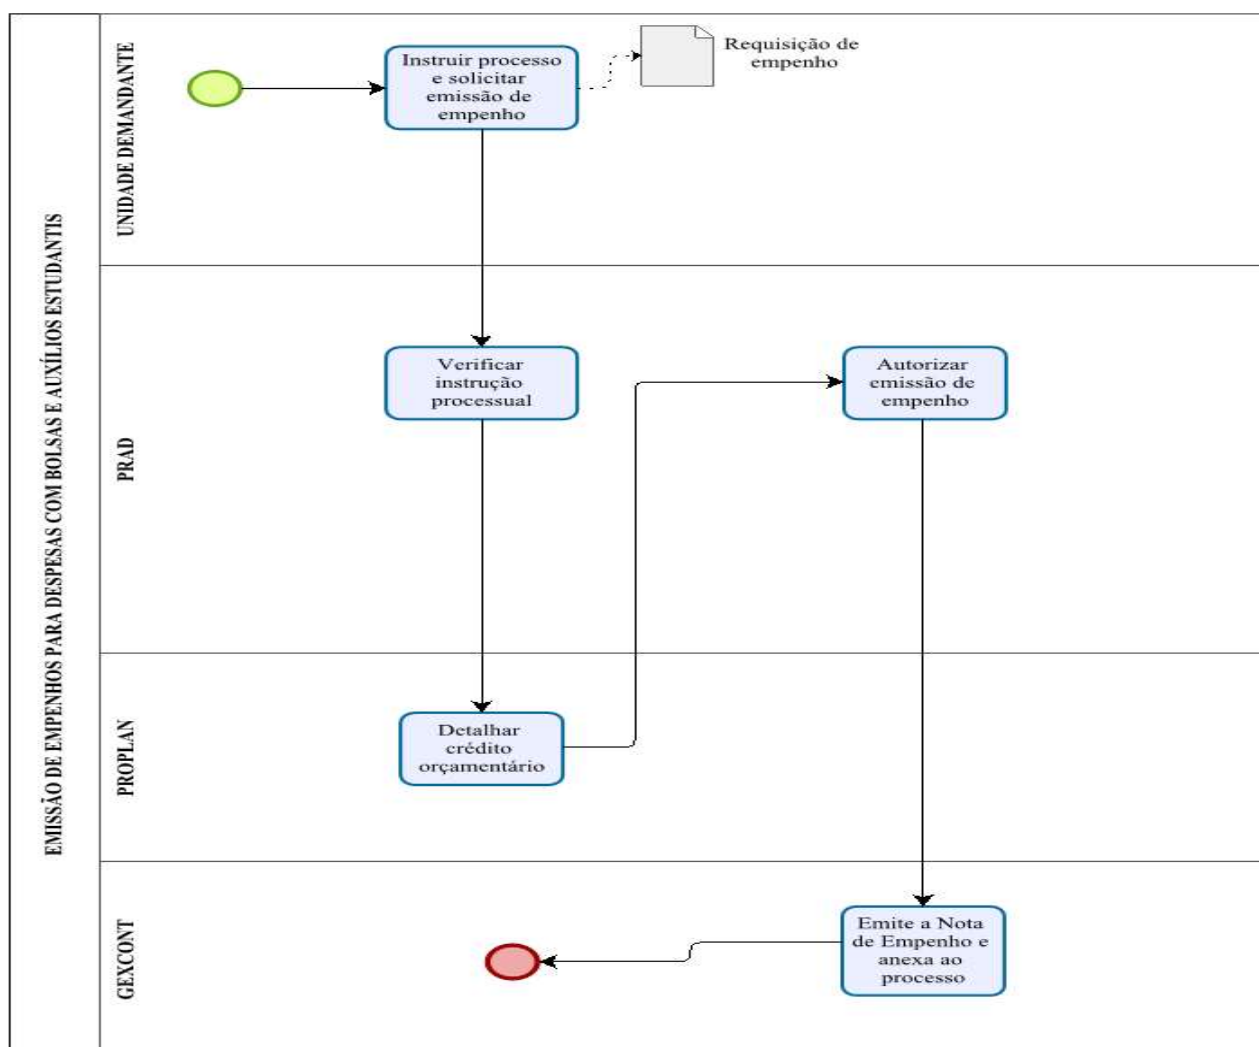 EMISSÃO DE EMPENHOS PARA DESPESAS COM BOLSAS E AUXÍLIOS ESTUDANTIS
UNIDADE DEMANDANTE
Instruir processo
e solicitar
emissão de
empenho
Requisição de
empenho
PRAD
Verificar
instrução
processual
Autorizar
emissão de
empenho
PROPLAN
Detalhar
crédito
orçamentário
GEXCONT
Emite a Nota
de Empenho e
anexa ao
processo